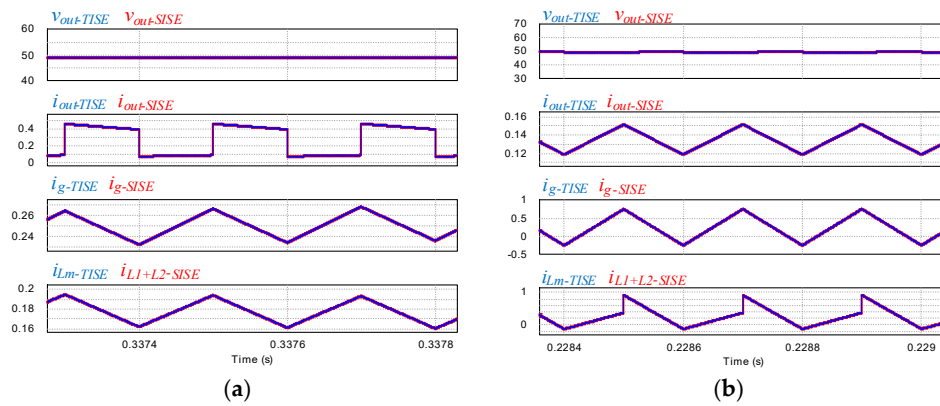 v_out-TISE v_out-SISE
60
50
40
i_out-TISE i_out-SISE
0.4
0.2
0
i_g-TISE i_g-SISE
0.26
0.24
i_Lm-TISE i_L1+L2-SISE
0.2
0.18
0.16
0.3374 0.3376 0.3378
Time (s)
(a)
v_out-TISE v_out-SISE
70
50
30
i_out-TISE i_out-SISE
0.16
0.14
0.12
i_g-TISE i_g-SISE
1
0.5
0
-0.5
i_Lm-TISE i_L1+L2-SISE
1
0
0.2284 0.2286 0.2288 0.229
Time (s)
(b)